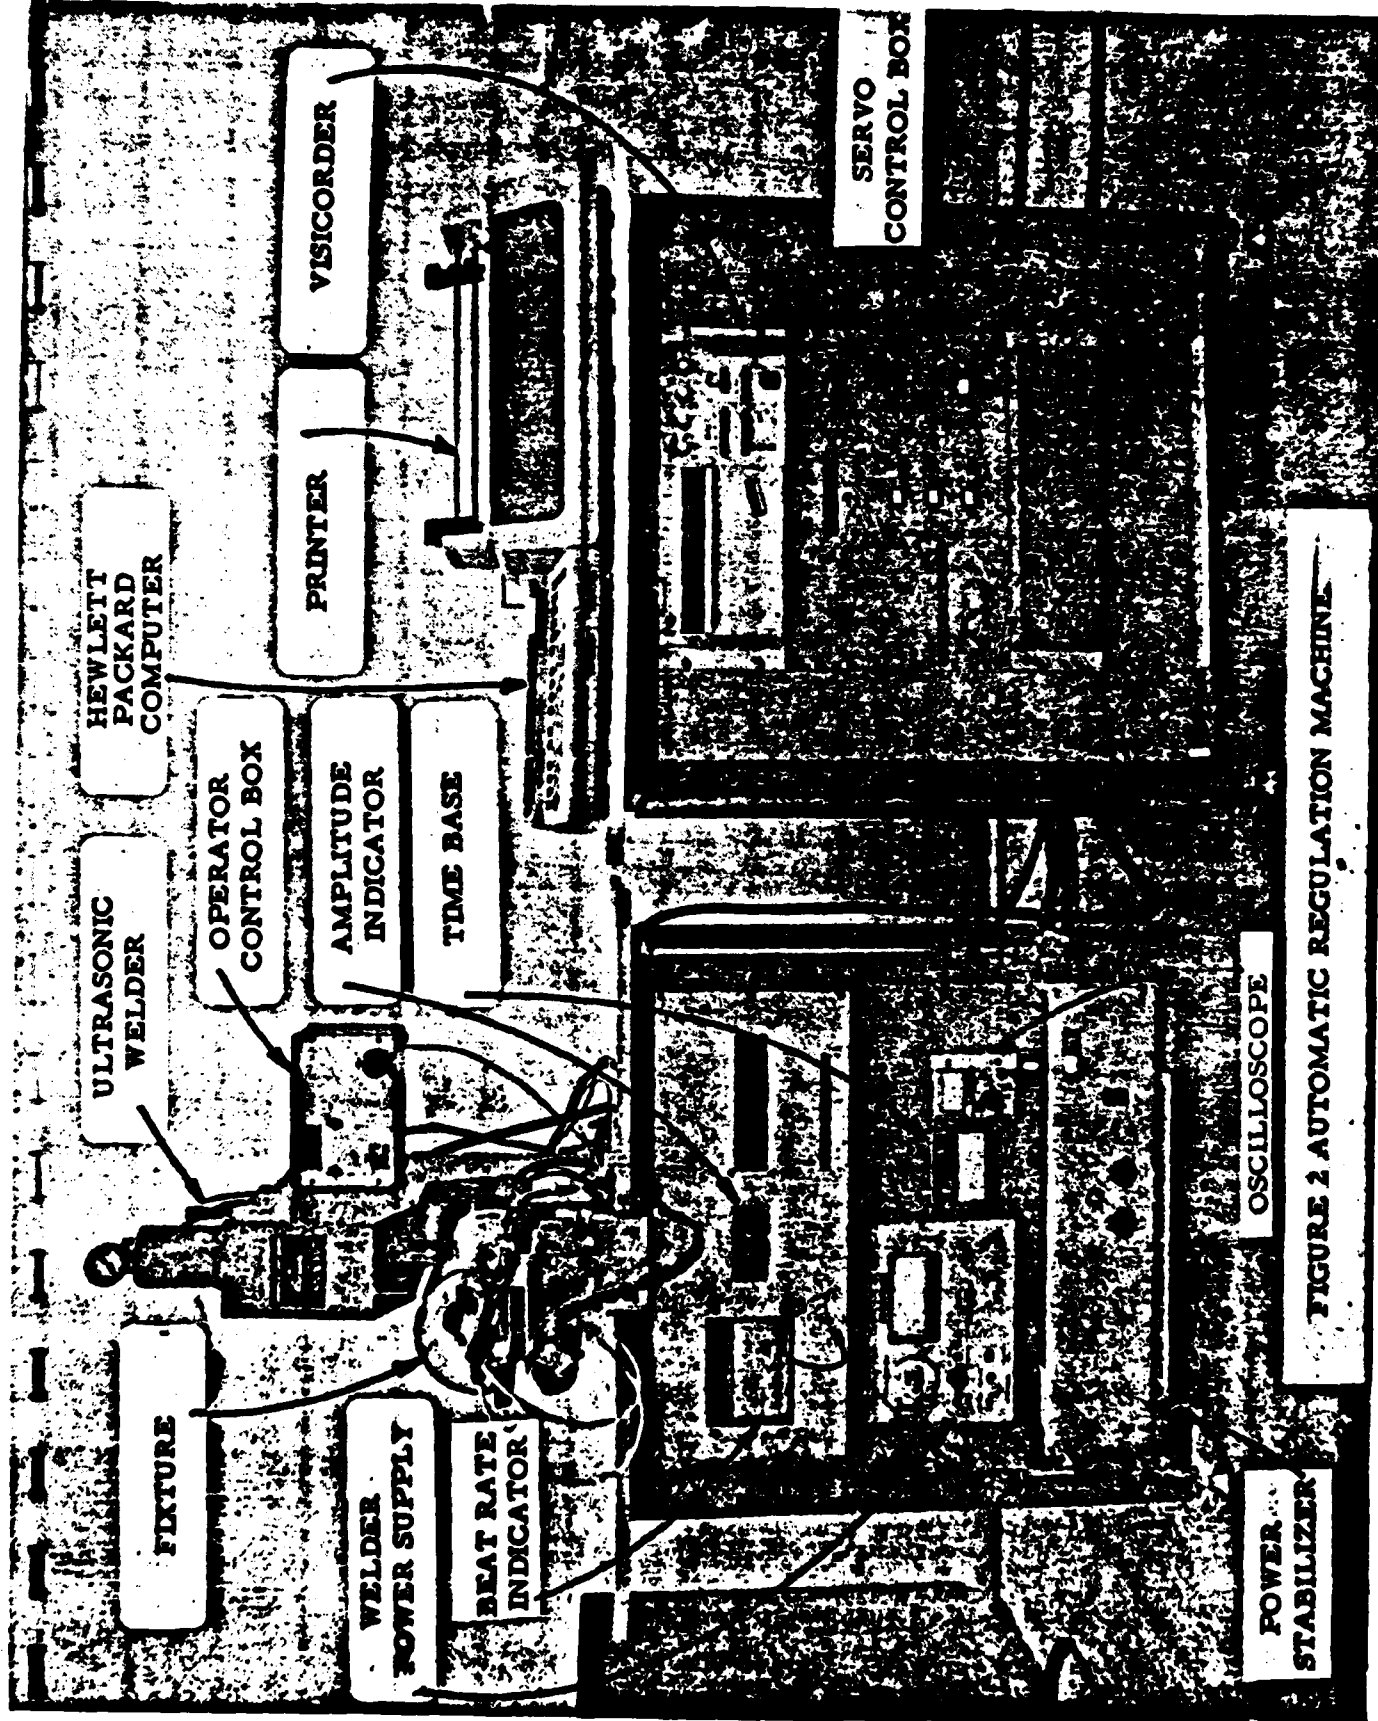 FIXTURE
ULTRASONIC
WELDER
HEWLETT
PACKARD
COMPUTER
OPERATOR
CONTROL BOX
PRINTER
VISICORDER
AMPLITUDE
INDICATOR
TIME BASE
WELDER
POWER SUPPLY
BEAT RATE
INDICATOR
SERVO
CONTROL BOX
POWER
STABILIZER
OSCILLOSCOPE
FIGURE 2 AUTOMATIC REGULATION MACHINE